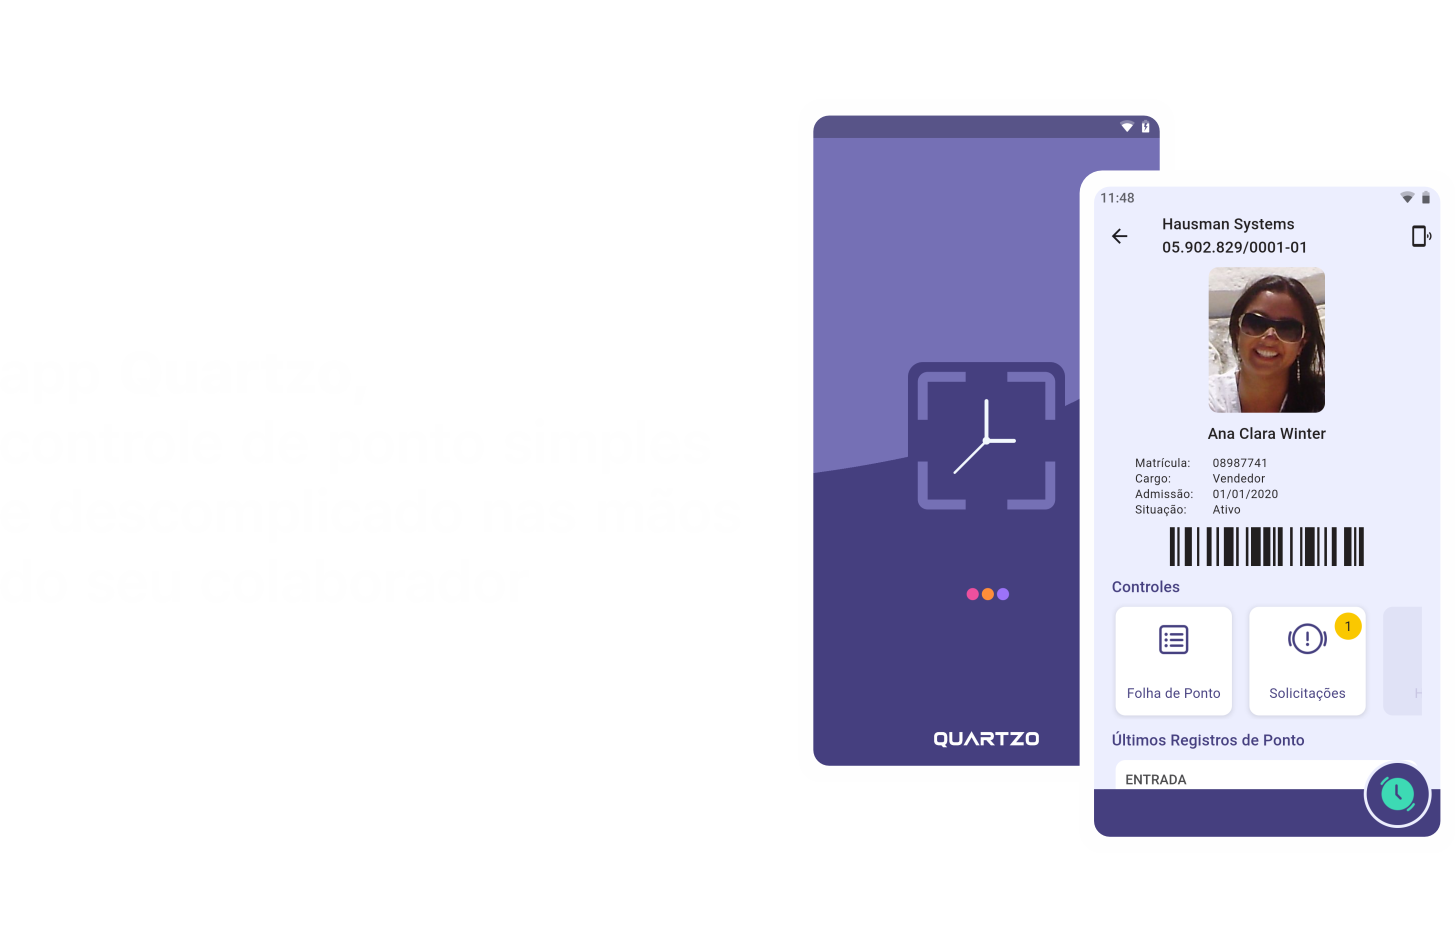 app Quartzo,
controle de ponto simples
e descomplicado nas mãos
do seu colaborador
QUARTZO
11:48
Hausman Systems
05.902.829/0001-01
Ana Clara Winter
Matrícula: 08987741
Cargo: Vendedor
Admissão: 01/01/2020
Situação: Ativo
Controles
1
Folha de Ponto Solicitações H
Últimos Registros de Ponto
ENTRADA